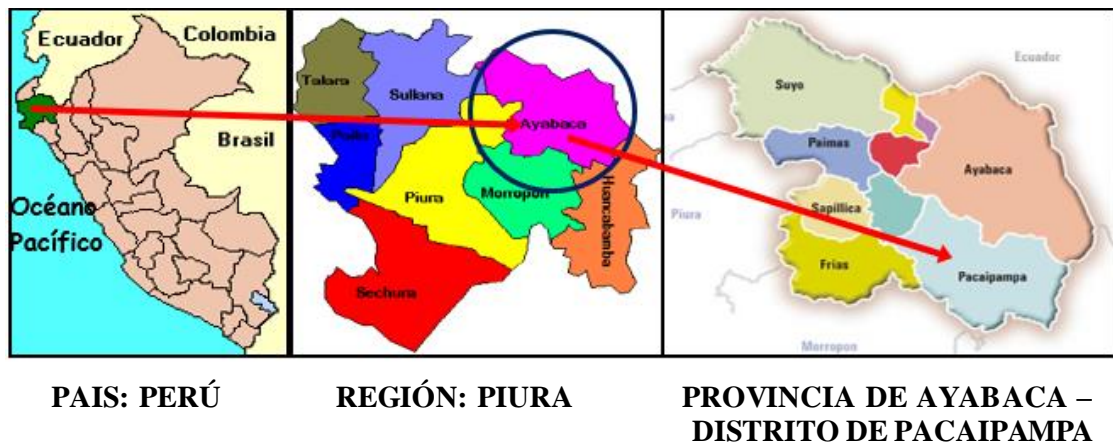 Ecuador
Colombia
Brasil
Océano
Pacífico
Talara
Sullana
Paita
Ayabaca
Piura
Morropon
Huancabamba
Sechura
Ecuador
Suyo
Paimas
Ayabaca
Sapillica
Piura
Frias
Pacaipampa
Morropon
PAIS: PERÚ
REGIÓN: PIURA
PROVINCIA DE AYABACA –
DISTRITO DE PACAIPAMPA